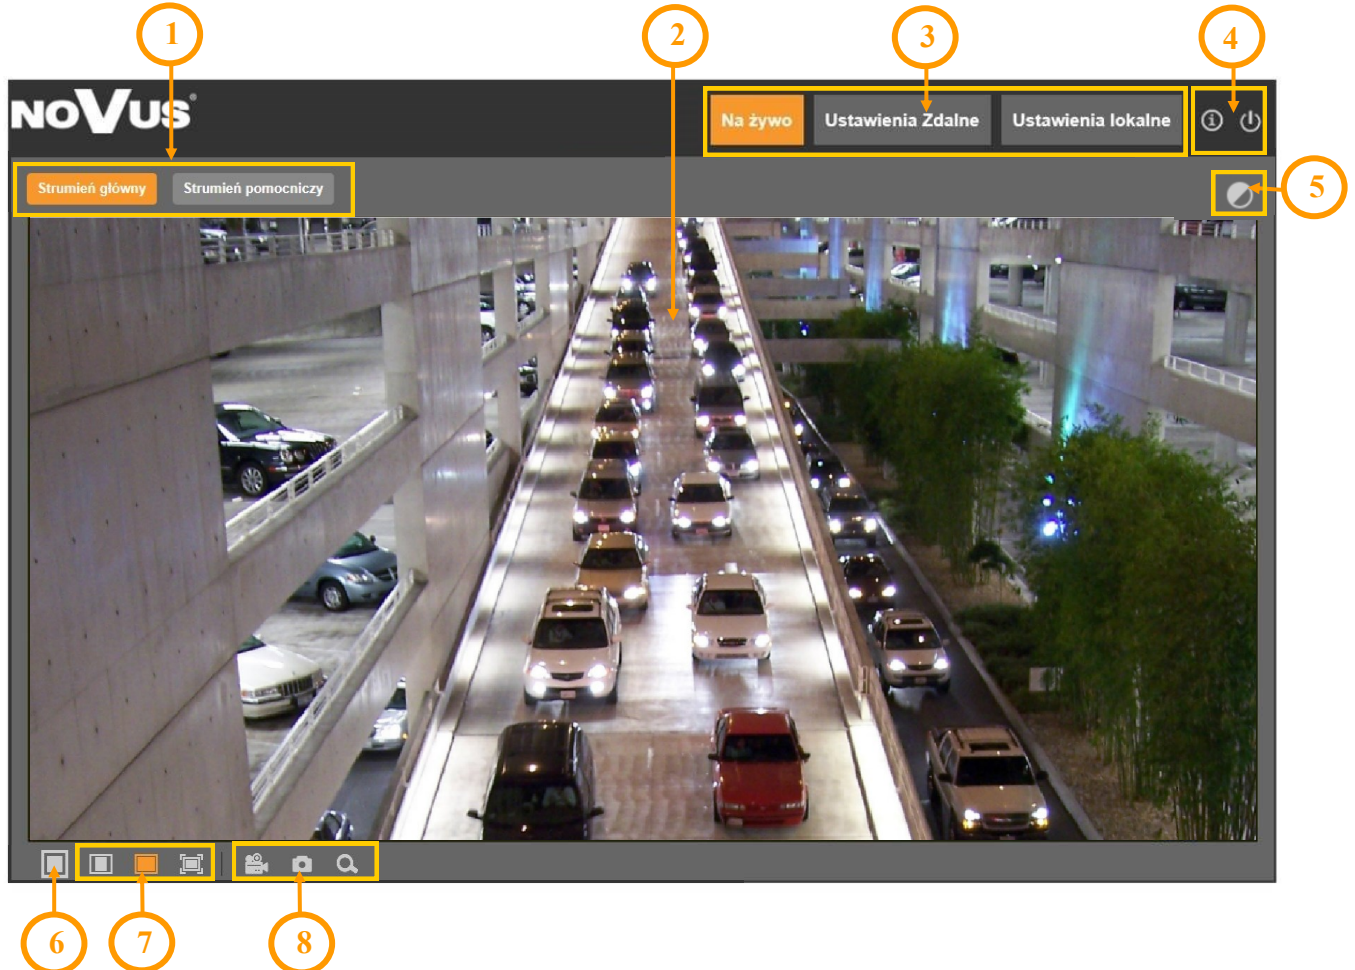 1
2
3
4
NOVUS®
Na żywo
Ustawienia Zdalne
Ustawienia lokalne
5
Strumień główny
Strumień pomocniczy
6
7
8